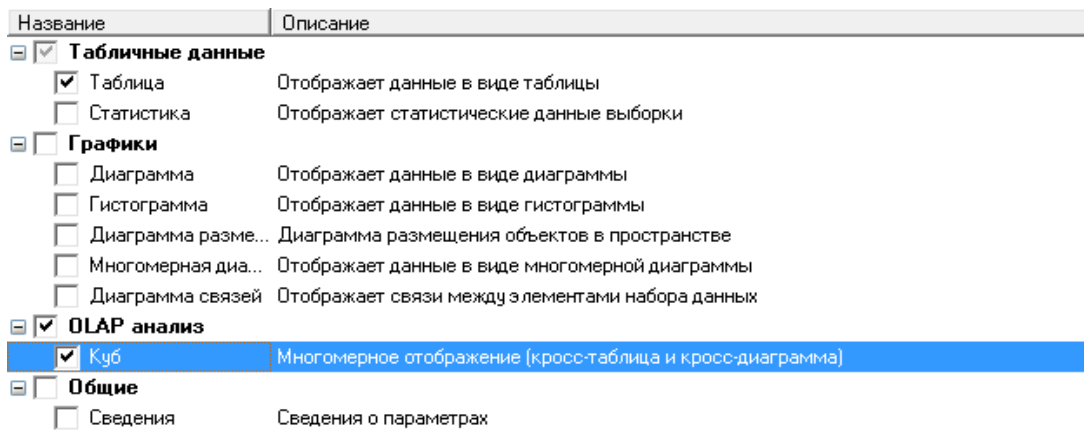 Название Описание
Табличные данные
Таблица Отображает данные в виде таблицы
Статистика Отображает статистические данные выборки
Графики
Диаграмма Отображает данные в виде диаграммы
Гистограмма Отображает данные в виде гистограммы
Диаграмма разме... Диаграмма размещения объектов в пространстве
Многомерная диа... Отображает данные в виде многомерной диаграммы
Диаграмма связей Отображает связи между элементами набора данных
OLAP анализ
Куб Многомерное отображение (кросс-таблица и кросс-диаграмма)
Общие
Сведения Сведения о параметрах